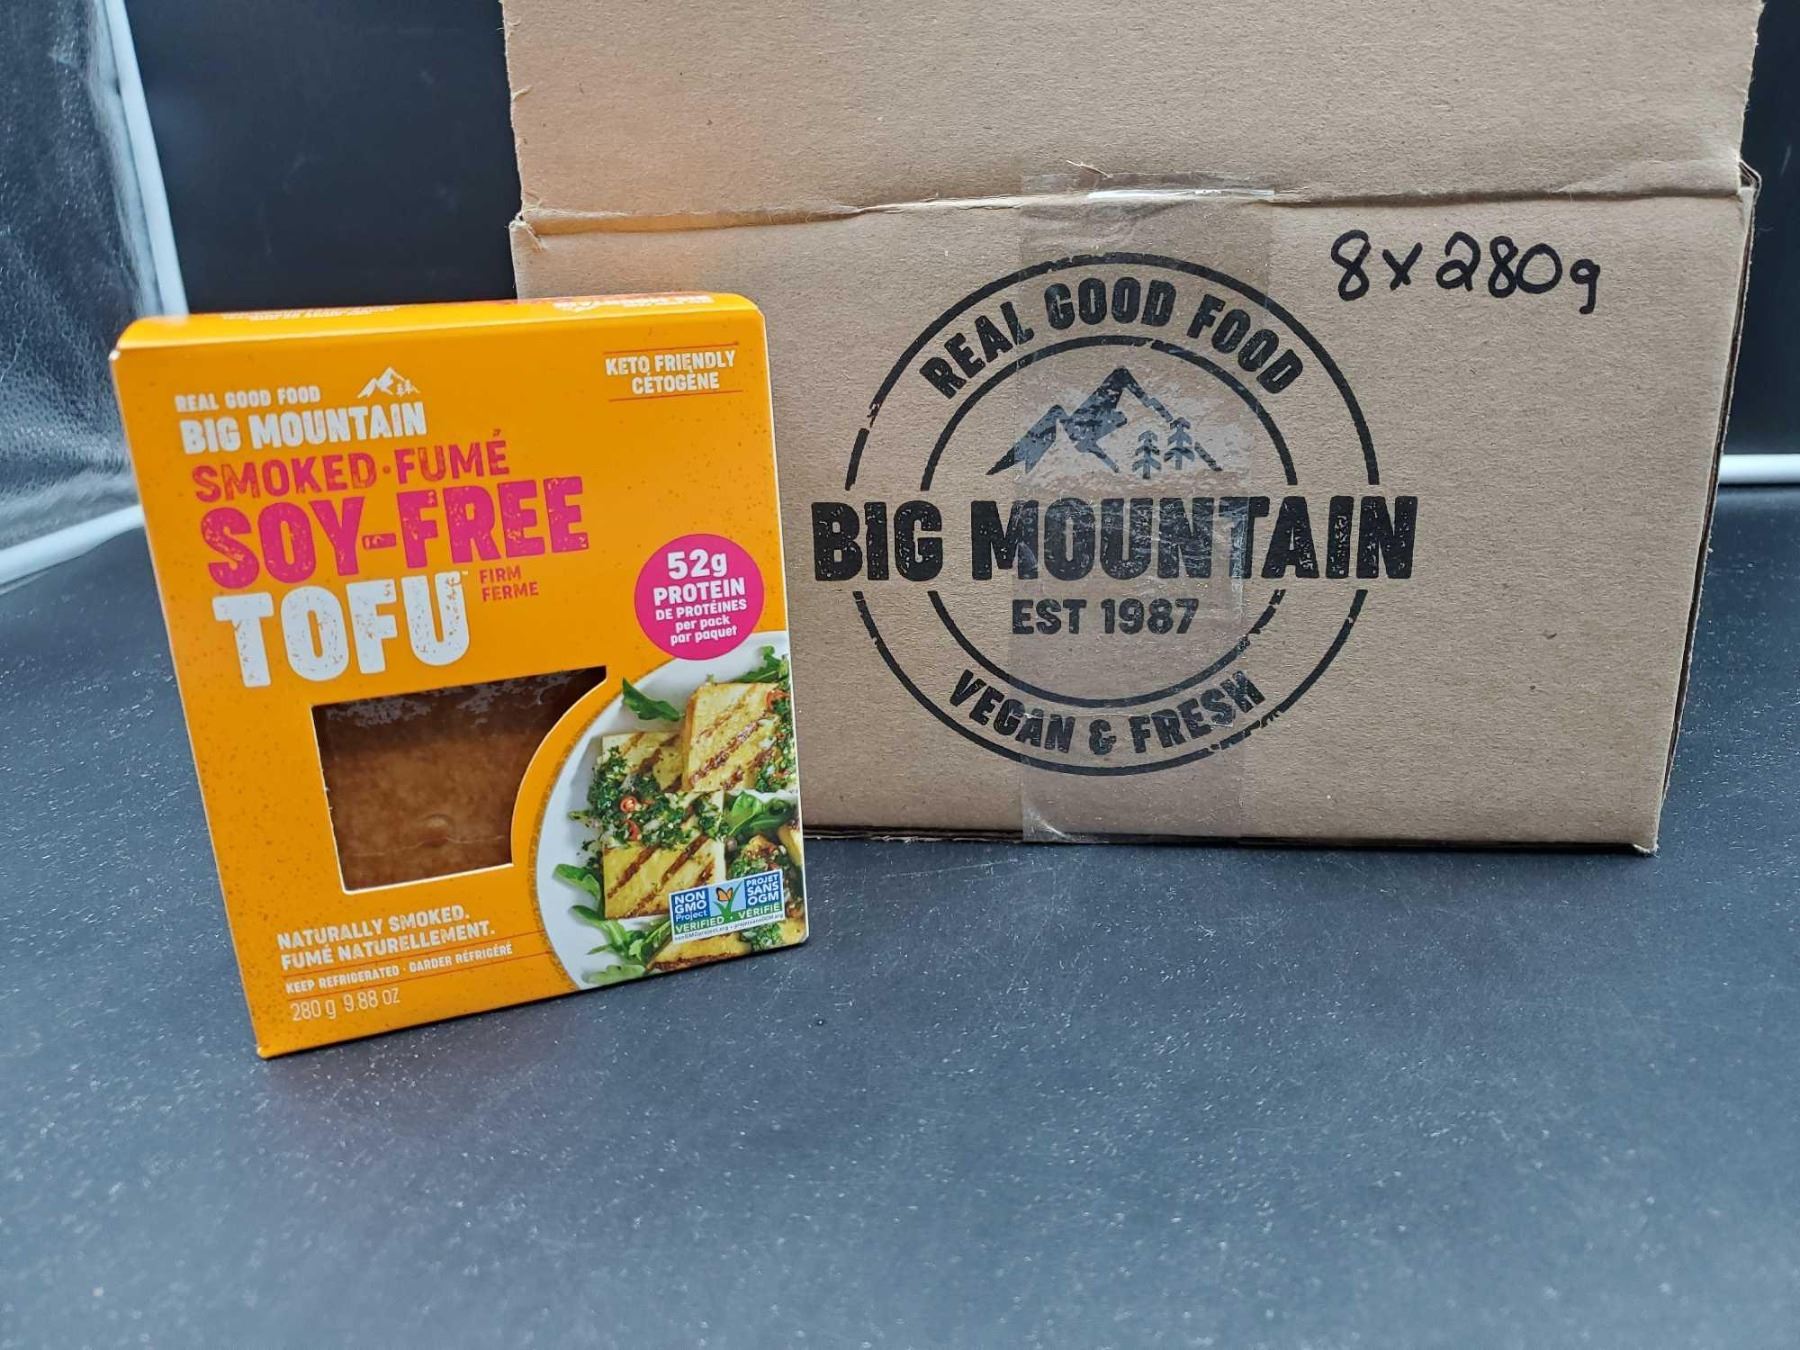 KETO FRIENDLY
CÉTOGÈNE
REAL GOOD FOOD
BIG MOUNTAIN
SMOKED·FUMÉ
SOY-FREE
TOFU™
FIRM
FERME
52g
PROTEIN
DE PROTÉINES
per pack
par paquet
NON
GMO
Project
VERIFIED
PROJET
SANS
OGM
VÉRIFIÉ
NATURALLY SMOKED.
FUMÉ NATURELLEMENT.
KEEP REFRIGERATED · GARDER RÉFRIGÉRÉ
280 g 9.88 OZ
8x280g
REAL GOOD FOOD
BIG MOUNTAIN
EST 1987
VEGAN & FRESH